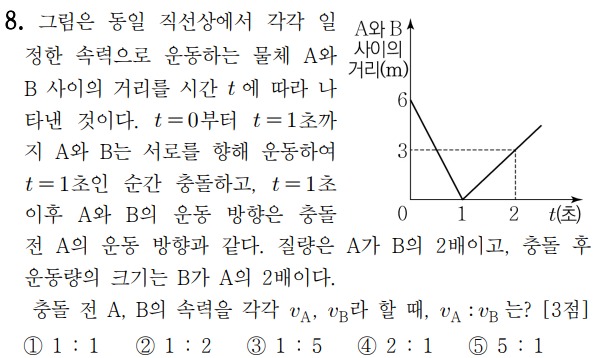 8. 그림은 동일 직선상에서 각각 일
정한 속력으로 운동하는 물체 A와
B 사이의 거리를 시간 t에 따라 나
타낸 것이다. t=0부터 t=1초까
지 A와 B는 서로를 향해 운동하여
t=1초인 순간 충돌하고, t=1초
이후 A와 B의 운동 방향은 충돌
전 A의 운동 방향과 같다. 질량은 A가 B의 2배이고, 충돌 후
운동량의 크기는 B가 A의 2배이다.
충돌 전 A, B의 속력을 각각 vA, vB라 할 때, vA : vB는? [3점]
① 1 : 1 ② 1 : 2 ③ 1 : 5 ④ 2 : 1 ⑤ 5 : 1
A와 B
사이의
거리(m)
6
3
0 1 2 t(초)